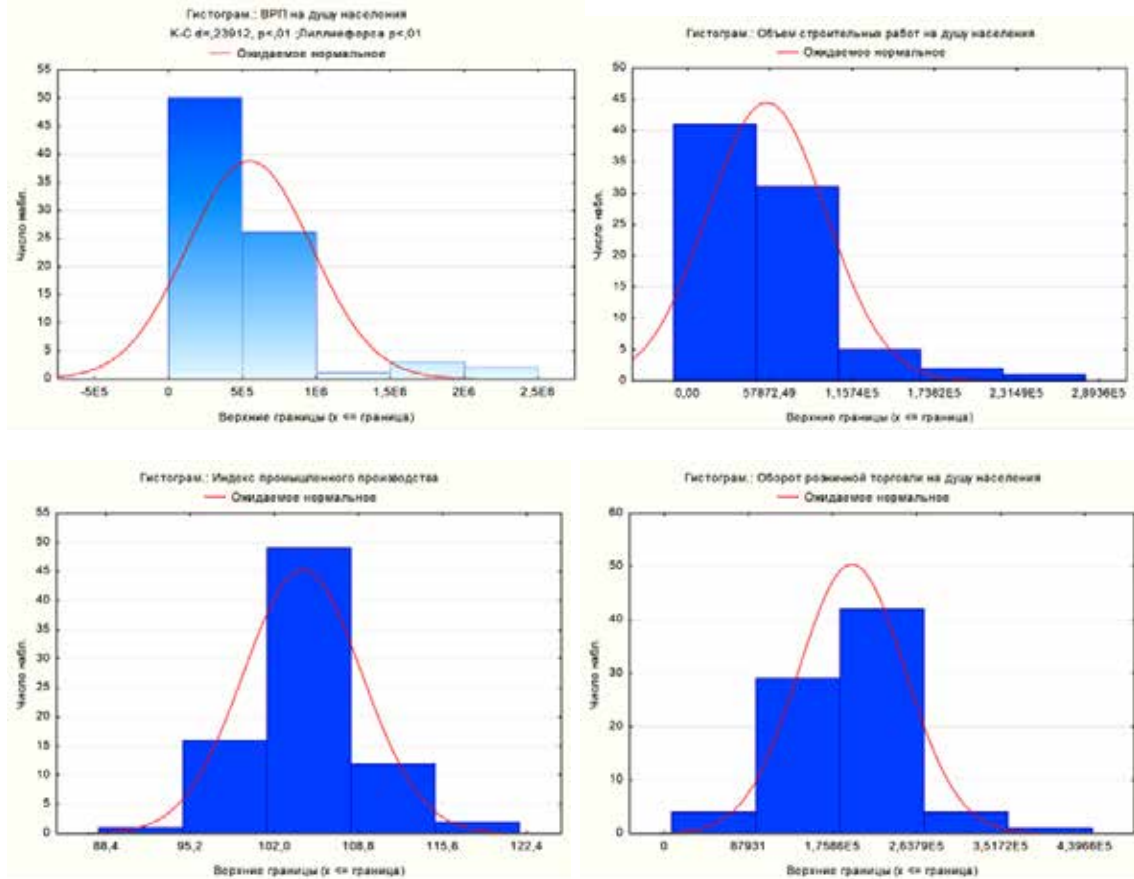 Гистограм.: ВРП на душу населения
К-С d=,23912, p<,01 ;Лиллиефорса p<,01
Ожидаемое нормальное
55
50
45
40
35
30
25
20
15
10
5
0
Число набл.
-5E5 0 5E5 1E6 1,5E6 2E6 2,5E6
Верхние границы (x <= граница)
Гистограм.: Объем строительных работ на душу населения
Ожидаемое нормальное
50
45
40
35
30
25
20
15
10
5
0
Число набл.
0,00 57872,49 1,1574E5 1,7362E5 2,3149E5 2,8936E5
Верхние границы (x <= граница)
Гистограм.: Индекс промышленного производства
Ожидаемое нормальное
55
50
45
40
35
30
25
20
15
10
5
0
Число набл.
88,4 95,2 102,0 108,8 115,6 122,4
Верхние границы (x <= граница)
Гистограм.: Оборот розничной торговли на душу населения
Ожидаемое нормальное
60
50
40
30
20
10
0
Число набл.
0 87931 1,7586E5 2,6379E5 3,5172E5 4,3966E5
Верхние границы (x <= граница)